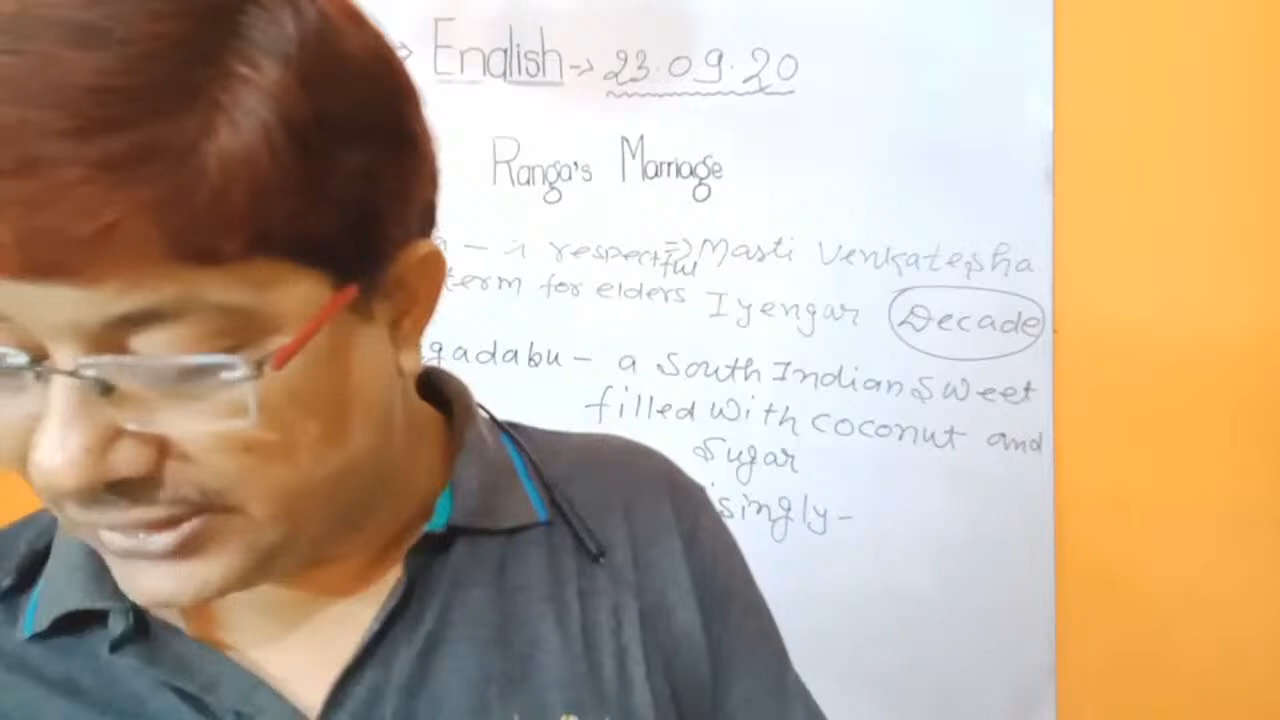 English → 23.09.20
Ranga's Marriage
— a respectful ⇒ Masti Venkatesha
term for elders Iyengar Decade
gadabu – a South Indian Sweet
filled with coconut and
Sugar
isingly –